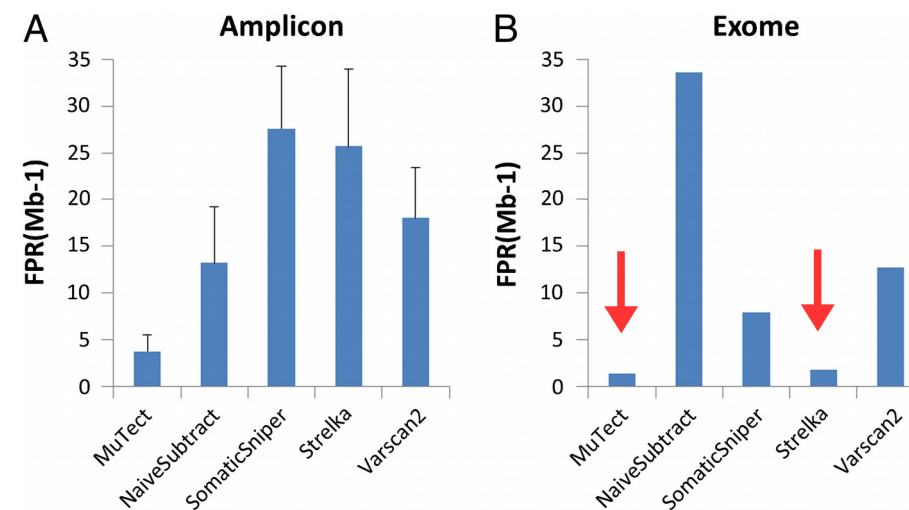 A
Amplicon
FPR(Mb-1)
35
30
25
20
15
10
5
0
MuTect
NaiveSubtract
SomaticSniper
Strelka
Varscan2
B
Exome
FPR(Mb-1)
35
30
25
20
15
10
5
0
MuTect
NaiveSubtract
SomaticSniper
Strelka
Varscan2